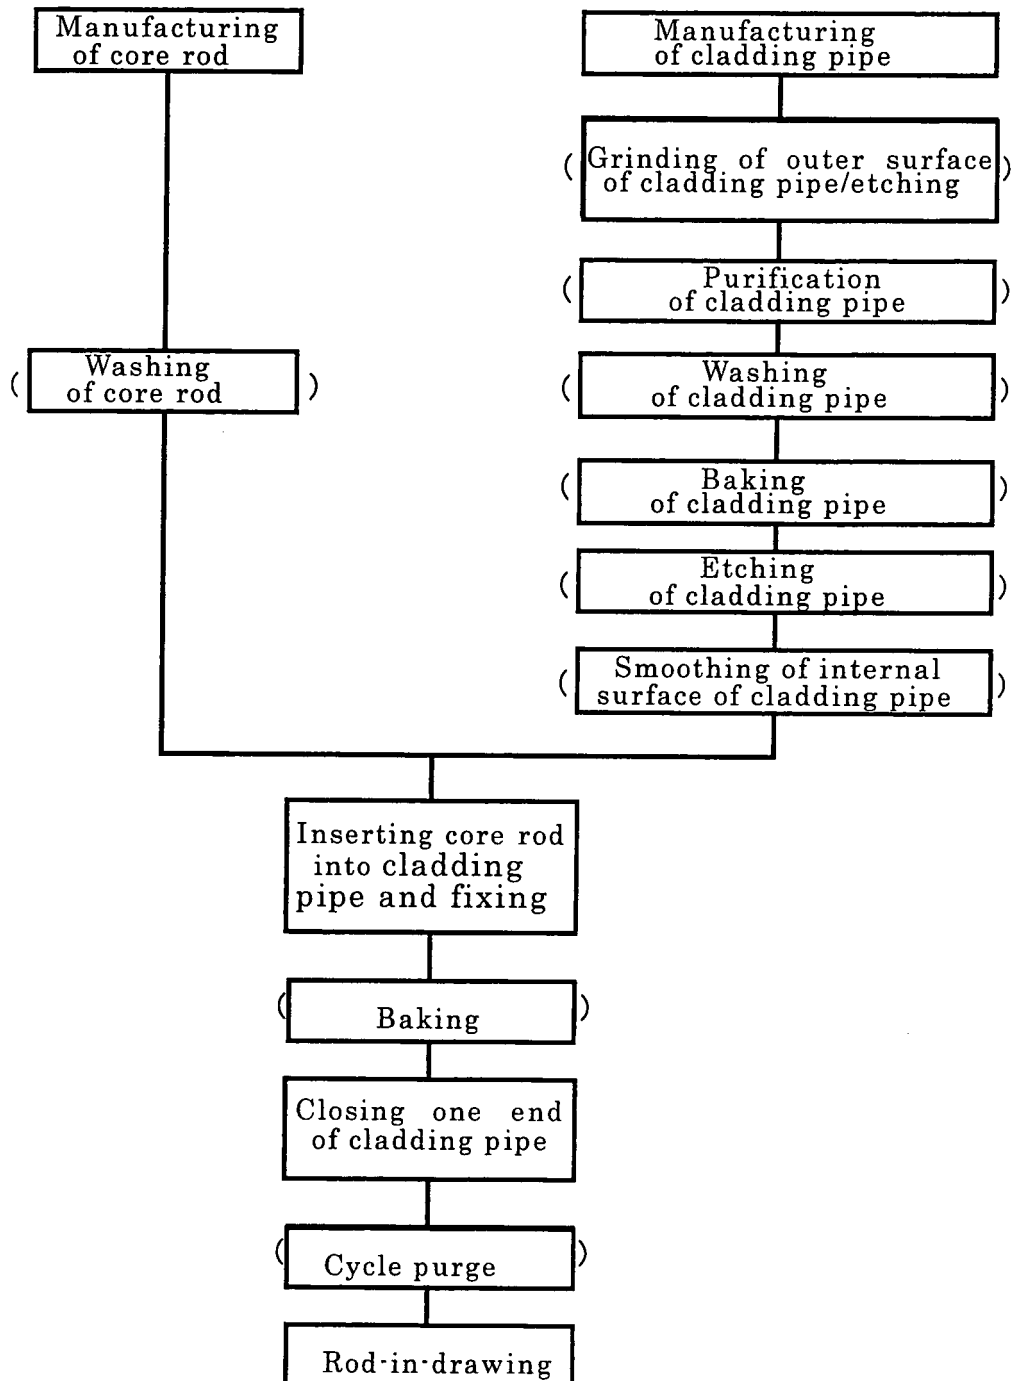 Manufacturing
of core rod
Manufacturing
of cladding pipe
( Grinding of outer surface )
of cladding pipe/etching
( Purification )
of cladding pipe
( Washing )
of core rod
( Washing )
of cladding pipe
( Baking )
of cladding pipe
( Etching )
of cladding pipe
( Smoothing of internal )
surface of cladding pipe
Inserting core rod
into cladding
pipe and fixing
( Baking )
Closing one end
of cladding pipe
( Cycle purge )
Rod-in-drawing